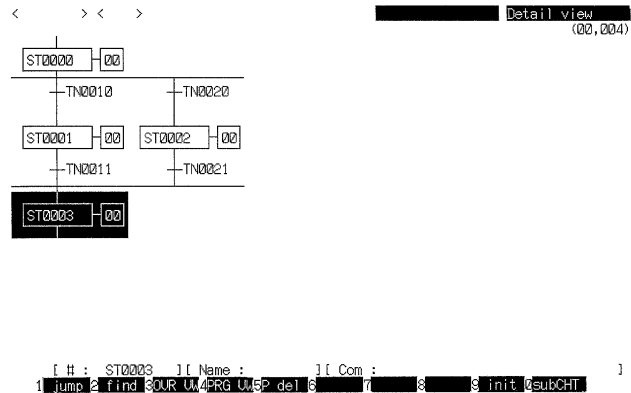 < > < > Detail view
(00,004)
ST0000 00
TN0010 TN0020
ST0001 00 ST0002 00
TN0011 TN0021
ST0003 00
[ # : ST0003 ][ Name : ][ Com : ]
1 jump 2 find 3OVR VW4PRG VW5P del 6 7 8 9 init 0subCHT